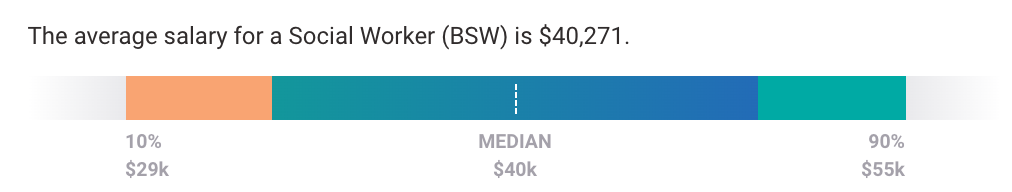 The average salary for a Social Worker (BSW) is $40,271.
10% MEDIAN 90%
$29k $40k $55k